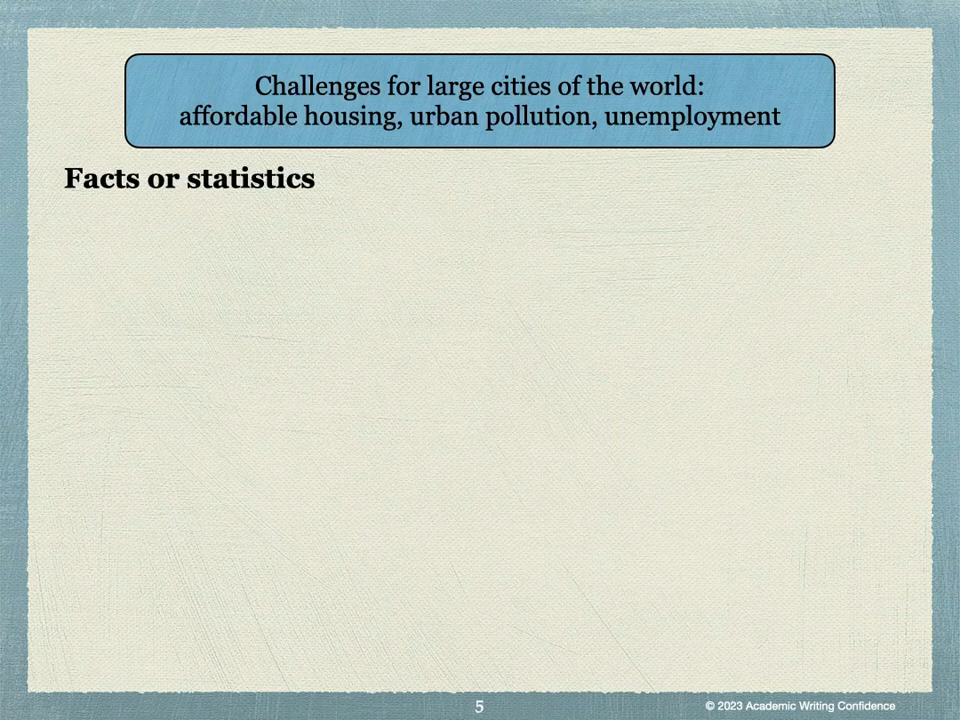 Challenges for large cities of the world:
affordable housing, urban pollution, unemployment
Facts or statistics
5
© 2023 Academic Writing Confidence